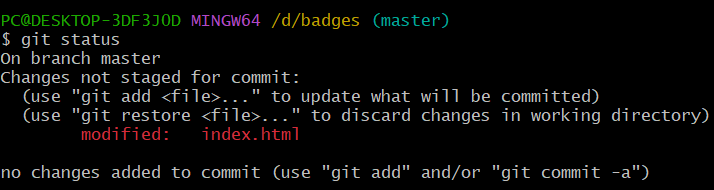 PC@DESKTOP-3DF3JOD MINGW64 /d/badges (master)
$ git status
On branch master
Changes not staged for commit:
  (use "git add <file>..." to update what will be committed)
  (use "git restore <file>..." to discard changes in working directory)
        modified:   index.html

no changes added to commit (use "git add" and/or "git commit -a")